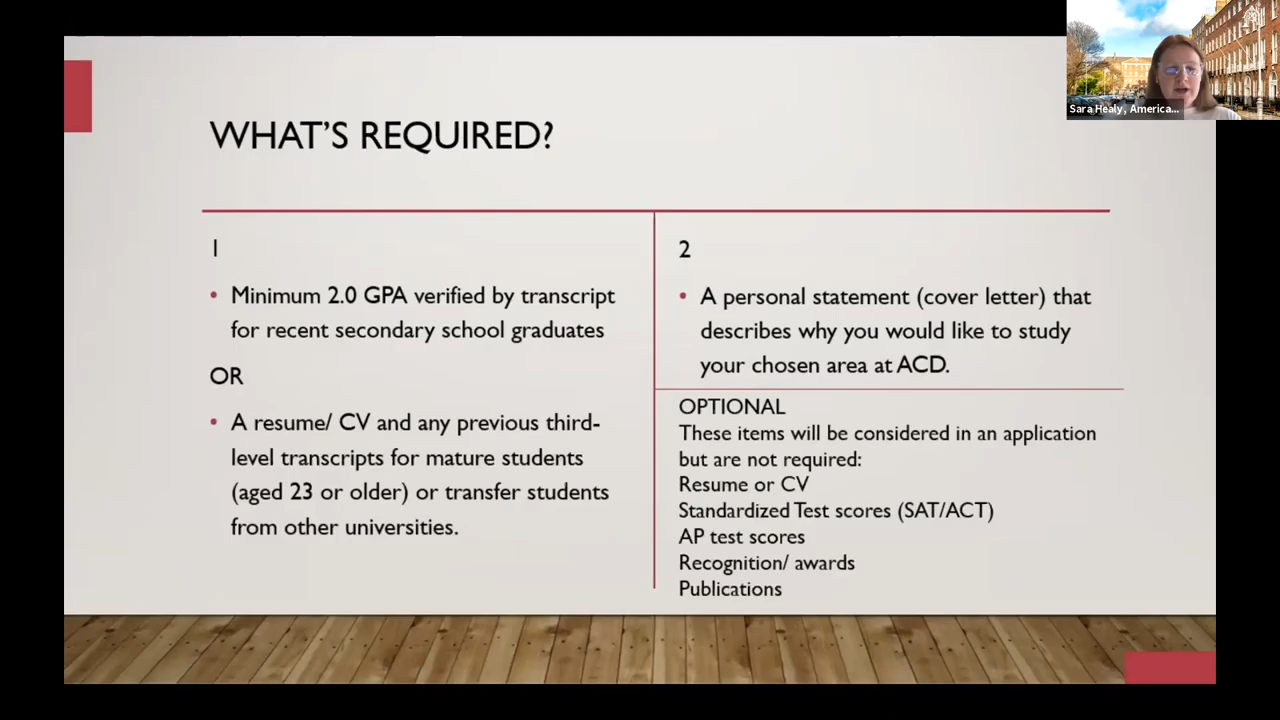 Sara Healy, America...
WHAT'S REQUIRED?
1
• Minimum 2.0 GPA verified by transcript
for recent secondary school graduates
OR
• A resume/ CV and any previous third-
level transcripts for mature students
(aged 23 or older) or transfer students
from other universities.
2
• A personal statement (cover letter) that
describes why you would like to study
your chosen area at ACD.
OPTIONAL
These items will be considered in an application
but are not required:
Resume or CV
Standardized Test scores (SAT/ACT)
AP test scores
Recognition/ awards
Publications